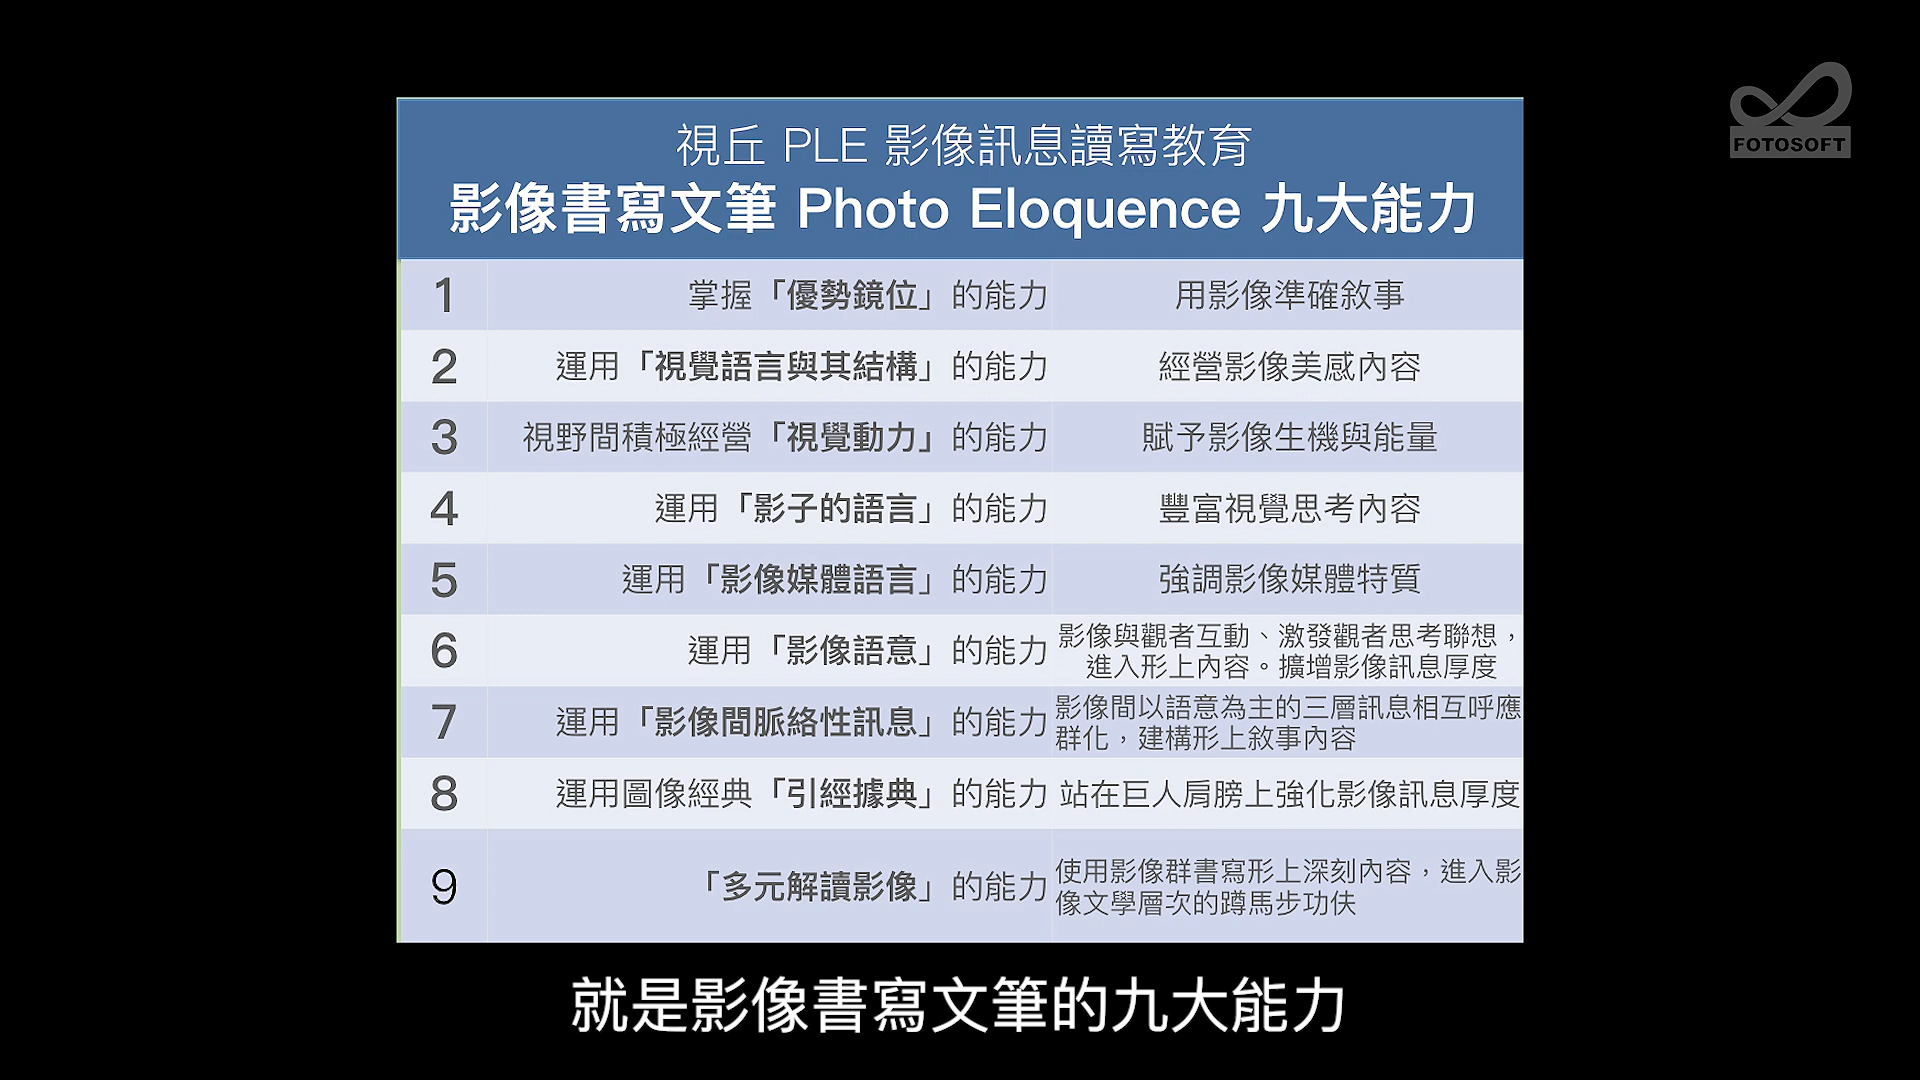 FOTOSOFT
視丘 PLE 影像訊息讀寫教育
影像書寫文筆 Photo Eloquence 九大能力
1 掌握「優勢鏡位」的能力 用影像準確敘事
2 運用「視覺語言與其結構」的能力 經營影像美感內容
3 視野間積極經營「視覺動力」的能力 賦予影像生機與能量
4 運用「影子的語言」的能力 豐富視覺思考內容
5 運用「影像媒體語言」的能力 強調影像媒體特質
6 運用「影像語意」的能力 影像與觀者互動、激發觀者思考聯想，
進入形上內容。擴增影像訊息厚度
7 運用「影像間脈絡性訊息」的能力 影像間以語意為主的三層訊息相互呼應
群化，建構形上敘事內容
8 運用圖像經典「引經據典」的能力 站在巨人肩膀上強化影像訊息厚度
9 「多元解讀影像」的能力 使用影像群書寫形上深刻內容，進入影
像文學層次的蹲馬步功伕
就是影像書寫文筆的九大能力